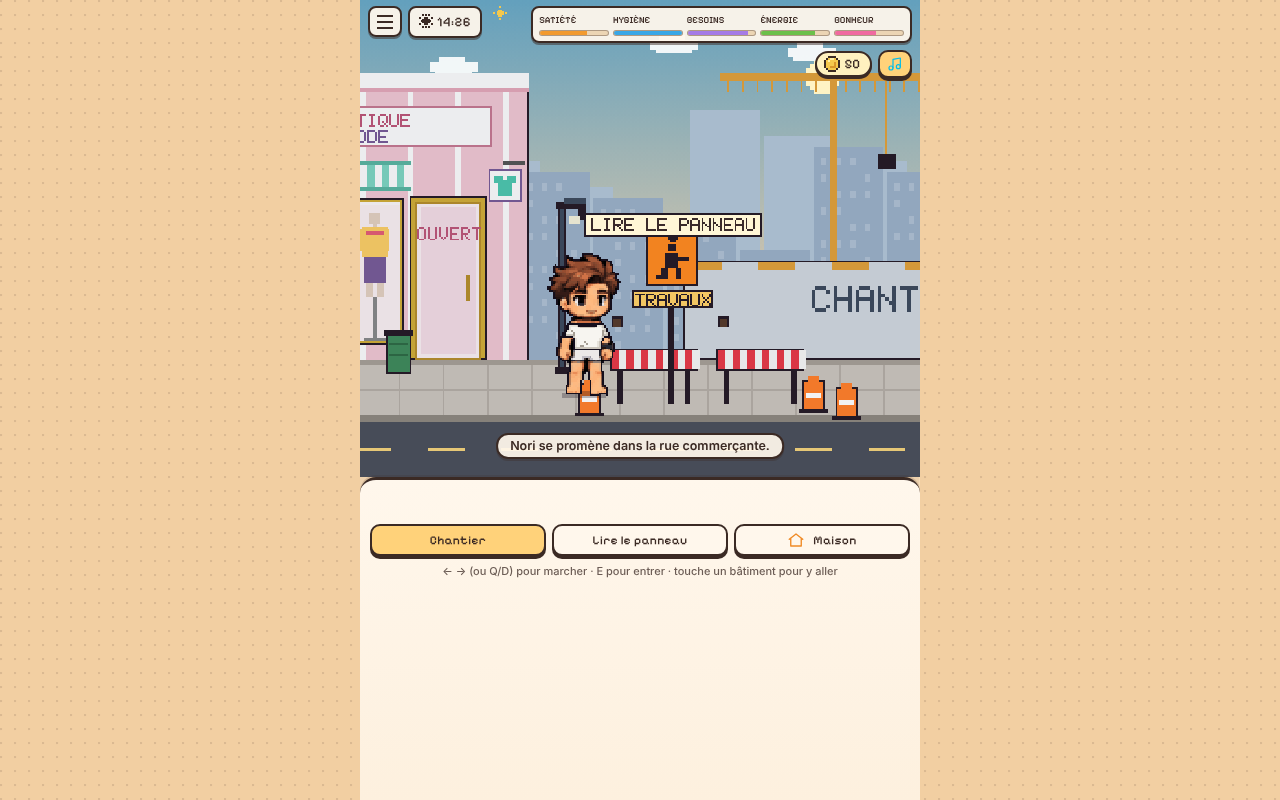 14:26
SATIÉTÉ
HYGIÈNE
BESOINS
ÉNERGIE
BONHEUR
80
TIQUE
ODE
OUVERT
LIRE LE PANNEAU
TRAVAUX
CHANT
Nori se promène dans la rue commerçante.
Chantier
Lire le panneau
Maison
← → (ou Q/D) pour marcher · E pour entrer · touche un bâtiment pour y aller